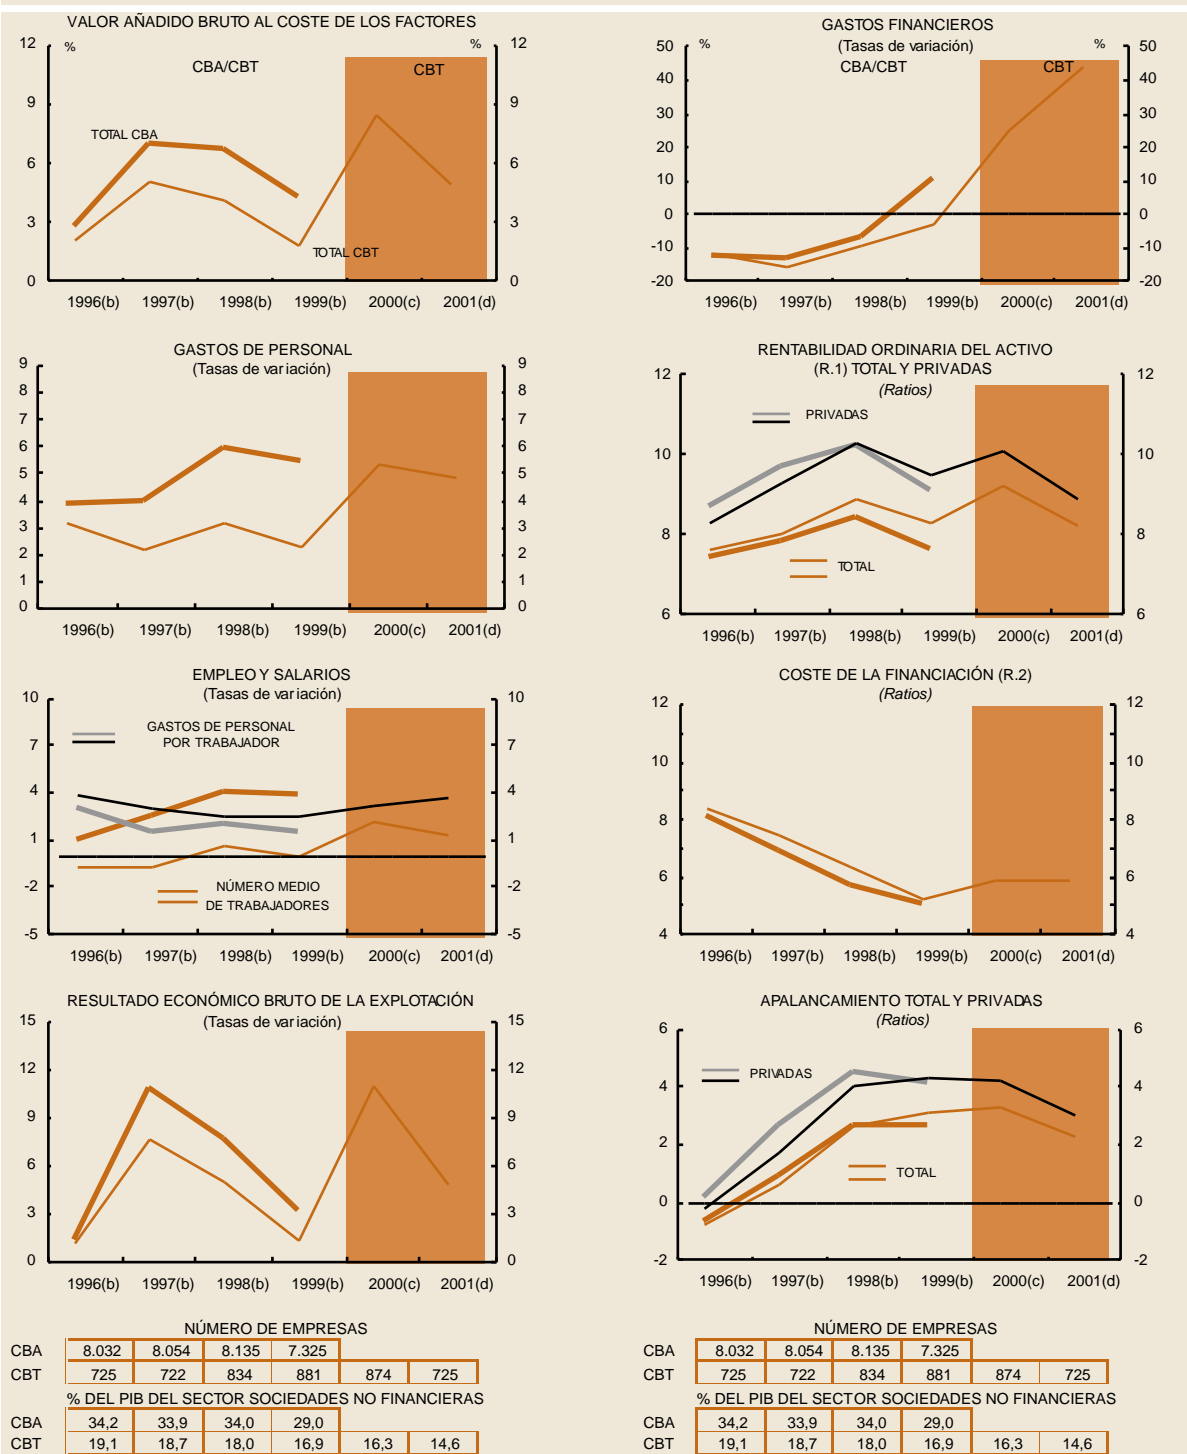 VALOR AÑADIDO BRUTO AL COSTE DE LOS FACTORES
12 % % 12
CBA/CBT CBT
9 9
TOTAL CBA
6 6
3 3
TOTAL CBT
0 0
1996(b) 1997(b) 1998(b) 1999(b) 2000(c) 2001(d)
GASTOS FINANCIEROS
(Tasas de variación)
50 % % 50
CBA/CBT CBT
40 40
30 30
20 20
10 10
0 0
-10 -10
-20 -20
1996(b) 1997(b) 1998(b) 1999(b) 2000(c) 2001(d)
GASTOS DE PERSONAL
(Tasas de variación)
9 9
8 8
7 7
6 6
5 5
4 4
3 3
2 2
1 1
0 0
1996(b) 1997(b) 1998(b) 1999(b) 2000(c) 2001(d)
RENTABILIDAD ORDINARIA DEL ACTIVO
(R.1) TOTAL Y PRIVADAS
(Ratios)
12 12
PRIVADAS
10 10
8 8
TOTAL
6 6
1996(b) 1997(b) 1998(b) 1999(b) 2000(c) 2001(d)
EMPLEO Y SALARIOS
(Tasas de variación)
10 10
GASTOS DE PERSONAL
POR TRABAJADOR
7 7
4 4
1 1
-2 -2
NÚMERO MEDIO
DE TRABAJADORES
-5 -5
1996(b) 1997(b) 1998(b) 1999(b) 2000(c) 2001(d)
COSTE DE LA FINANCIACIÓN (R.2)
(Ratios)
12 12
10 10
8 8
6 6
4 4
1996(b) 1997(b) 1998(b) 1999(b) 2000(c) 2001(d)
RESULTADO ECONÓMICO BRUTO DE LA EXPLOTACIÓN
(Tasas de variación)
15 15
12 12
9 9
6 6
3 3
0 0
1996(b) 1997(b) 1998(b) 1999(b) 2000(c) 2001(d)
APALANCAMIENTO TOTAL Y PRIVADAS
(Ratios)
6 6
PRIVADAS
4 4
2 2
TOTAL
0 0
-2 -2
1996(b) 1997(b) 1998(b) 1999(b) 2000(c) 2001(d)
NÚMERO DE EMPRESAS
CBA 8.032 8.054 8.135 7.325
CBT 725 722 834 881 874 725
% DEL PIB DEL SECTOR SOCIEDADES NO FINANCIERAS
CBA 34,2 33,9 34,0 29,0
CBT 19,1 18,7 18,0 16,9 16,3 14,6
NÚMERO DE EMPRESAS
CBA 8.032 8.054 8.135 7.325
CBT 725 722 834 881 874 725
% DEL PIB DEL SECTOR SOCIEDADES NO FINANCIERAS
CBA 34,2 33,9 34,0 29,0
CBT 19,1 18,7 18,0 16,9 16,3 14,6